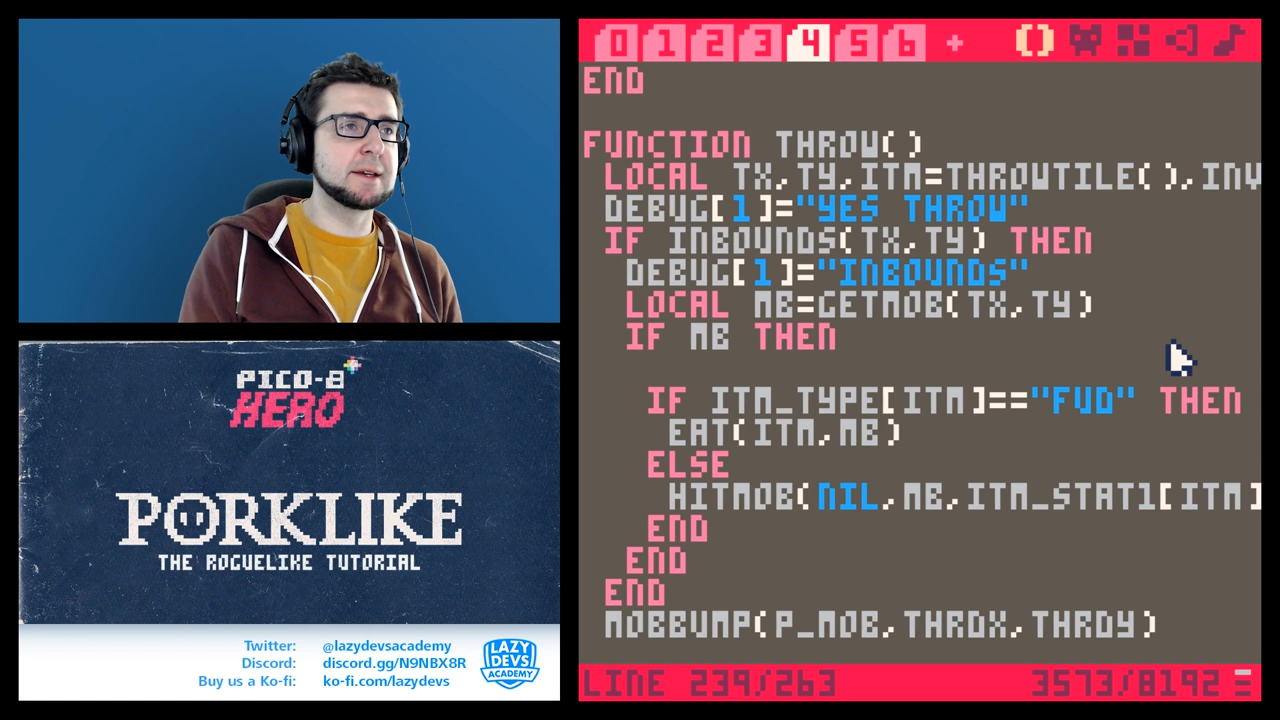 PICO-8
HERO
PORKLIKE
THE ROGUELIKE TUTORIAL
Twitter: @lazydevsacademy
Discord: discord.gg/N9NBX8R
Buy us a Ko-fi: ko-fi.com/lazydevs
LAZY
DEVS
ACADEMY
0 1 2 3 4 5 6 +
END
FUNCTION THROW()
LOCAL TX,TY,ITM=THROWTILE(),INV
DEBUG[1]="YES THROW"
IF INBOUNDS(TX,TY) THEN
DEBUG[1]="INBOUNDS"
LOCAL MB=GETMOB(TX,TY)
IF MB THEN
IF ITM_TYPE[ITM]=="FUD" THEN
EAT(ITM,MB)
ELSE
HITMOB(NIL,MB,ITM_STAT1[ITM]
END
END
END
MOBBUMP(P_MOB,THRDX,THRDY)
LINE 239/263 3573/8192